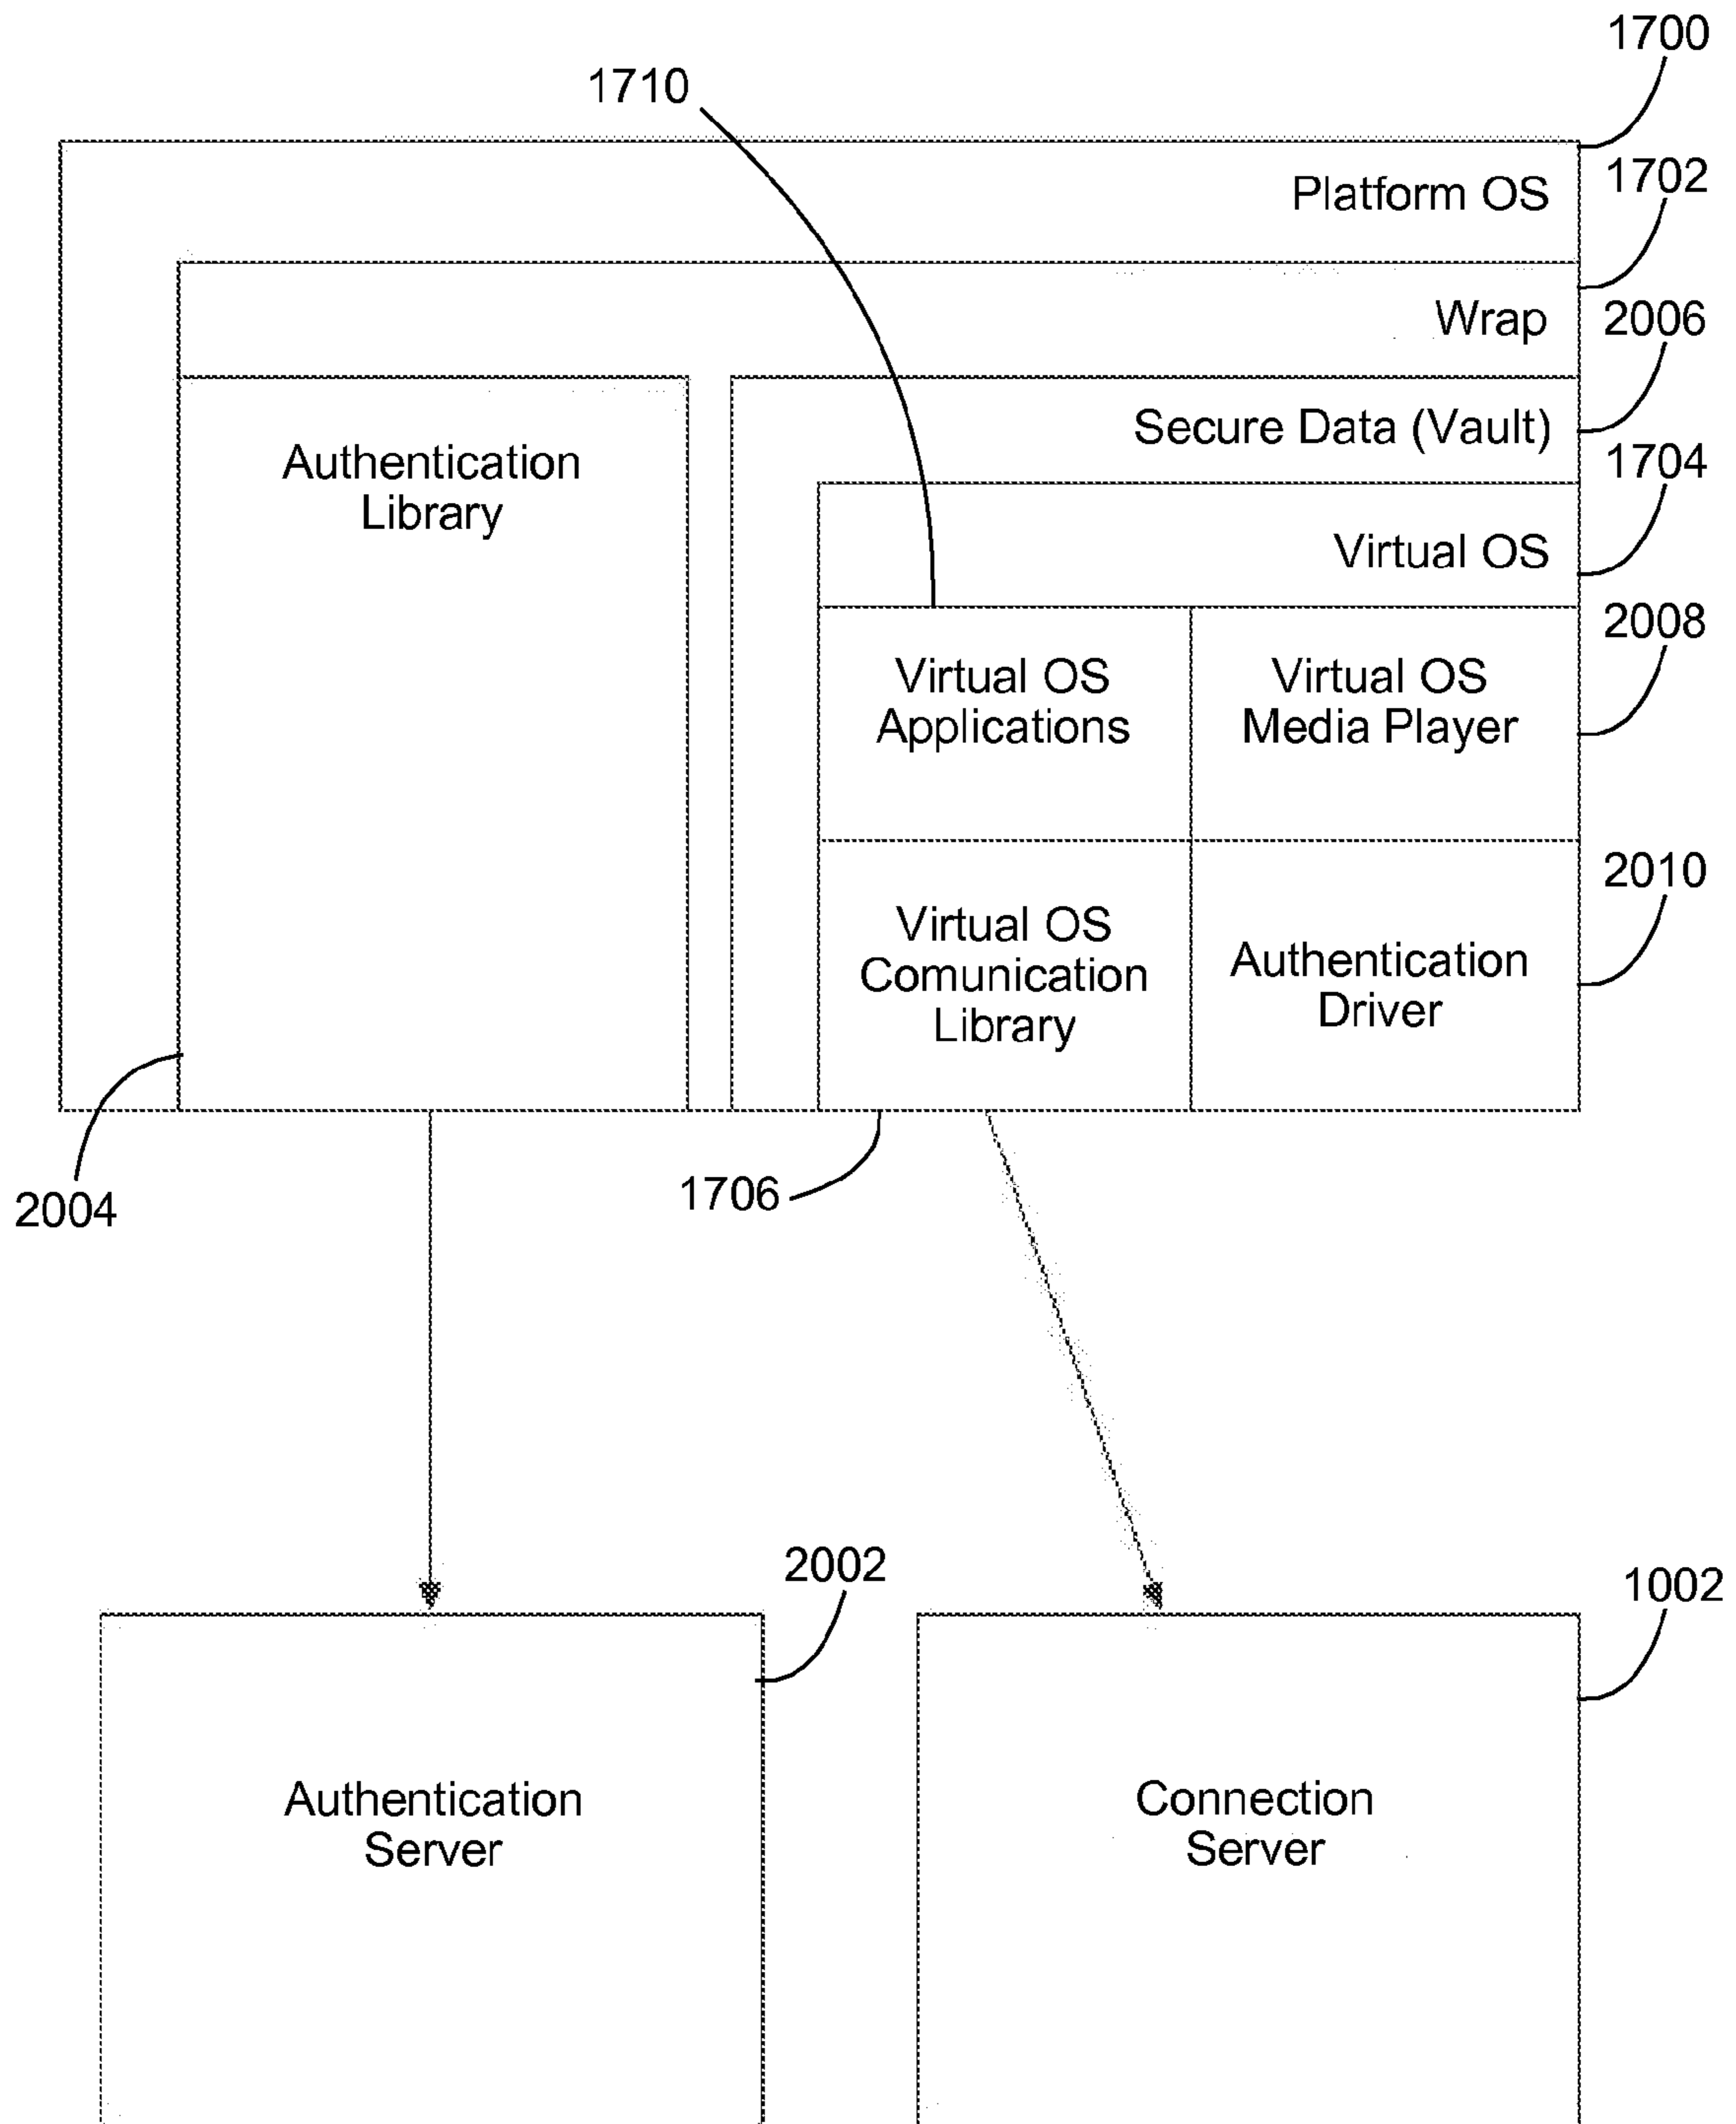 1700
1710
Platform OS
1702
Wrap
2006
Secure Data (Vault)
1704
Authentication
Library
Virtual OS
2008
Virtual OS
Applications
Virtual OS
Media Player
2010
Virtual OS
Comunication
Library
Authentication
Driver
2004
1706
2002
1002
Authentication
Server
Connection
Server